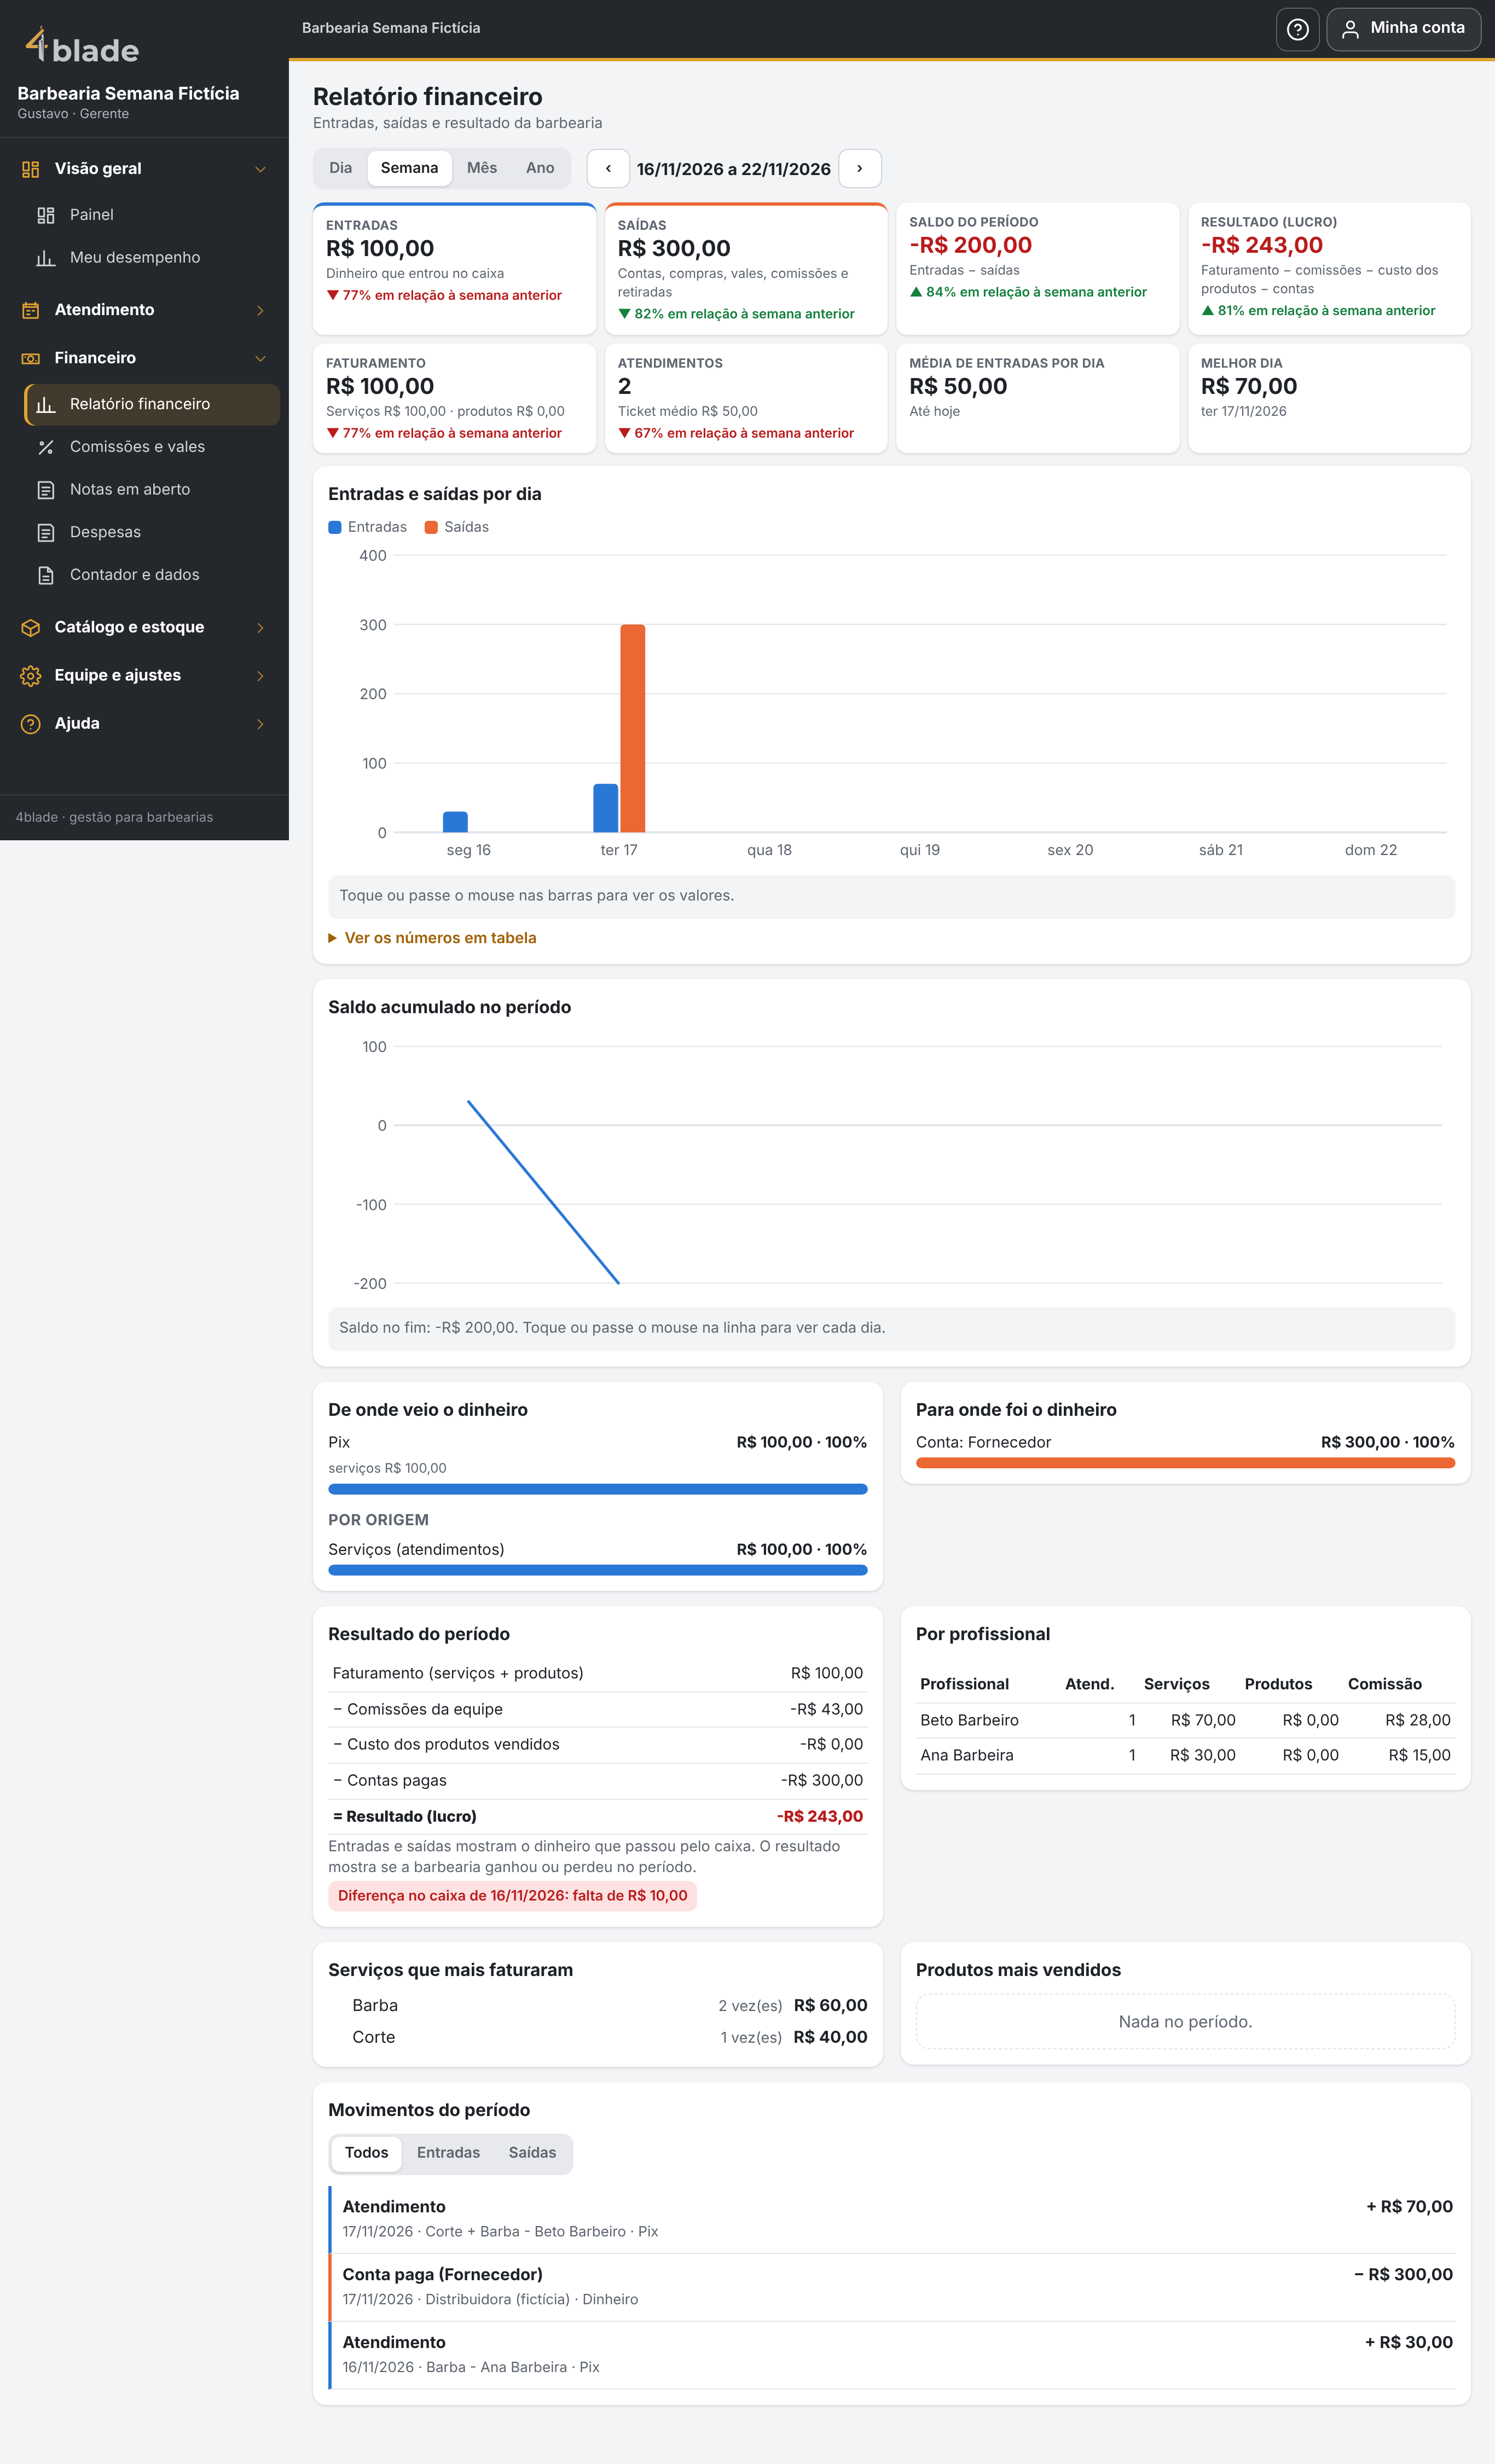 4blade
Barbearia Semana Fictícia
Gustavo · Gerente
Visão geral
Painel
Meu desempenho
Atendimento
Financeiro
Relatório financeiro
Comissões e vales
Notas em aberto
Despesas
Contador e dados
Catálogo e estoque
Equipe e ajustes
Ajuda
4blade · gestão para barbearias
Barbearia Semana Fictícia
Minha conta
Relatório financeiro
Entradas, saídas e resultado da barbearia
Dia Semana Mês Ano ‹ 16/11/2026 a 22/11/2026 ›
ENTRADAS
R$ 100,00
Dinheiro que entrou no caixa
▼ 77% em relação à semana anterior
SAÍDAS
R$ 300,00
Contas, compras, vales, comissões e
retiradas
▼ 82% em relação à semana anterior
SALDO DO PERÍODO
-R$ 200,00
Entradas − saídas
▲ 84% em relação à semana anterior
RESULTADO (LUCRO)
-R$ 243,00
Faturamento − comissões − custo dos
produtos − contas
▲ 81% em relação à semana anterior
FATURAMENTO
R$ 100,00
Serviços R$ 100,00 · produtos R$ 0,00
▼ 77% em relação à semana anterior
ATENDIMENTOS
2
Ticket médio R$ 50,00
▼ 67% em relação à semana anterior
MÉDIA DE ENTRADAS POR DIA
R$ 50,00
Até hoje
MELHOR DIA
R$ 70,00
ter 17/11/2026
Entradas e saídas por dia
Entradas Saídas
400
300
200
100
0
seg 16 ter 17 qua 18 qui 19 sex 20 sáb 21 dom 22
Toque ou passe o mouse nas barras para ver os valores.
▶ Ver os números em tabela
Saldo acumulado no período
100
0
-100
-200
Saldo no fim: -R$ 200,00. Toque ou passe o mouse na linha para ver cada dia.
De onde veio o dinheiro
Pix R$ 100,00 · 100%
serviços R$ 100,00
POR ORIGEM
Serviços (atendimentos) R$ 100,00 · 100%
Para onde foi o dinheiro
Conta: Fornecedor R$ 300,00 · 100%
Resultado do período
Faturamento (serviços + produtos) R$ 100,00
− Comissões da equipe -R$ 43,00
− Custo dos produtos vendidos -R$ 0,00
− Contas pagas -R$ 300,00
= Resultado (lucro) -R$ 243,00
Entradas e saídas mostram o dinheiro que passou pelo caixa. O resultado
mostra se a barbearia ganhou ou perdeu no período.
Diferença no caixa de 16/11/2026: falta de R$ 10,00
Por profissional
Profissional Atend. Serviços Produtos Comissão
Beto Barbeiro 1 R$ 70,00 R$ 0,00 R$ 28,00
Ana Barbeira 1 R$ 30,00 R$ 0,00 R$ 15,00
Serviços que mais faturaram
Barba 2 vez(es) R$ 60,00
Corte 1 vez(es) R$ 40,00
Produtos mais vendidos
Nada no período.
Movimentos do período
Todos Entradas Saídas
Atendimento + R$ 70,00
17/11/2026 · Corte + Barba - Beto Barbeiro · Pix
Conta paga (Fornecedor) − R$ 300,00
17/11/2026 · Distribuidora (fictícia) · Dinheiro
Atendimento + R$ 30,00
16/11/2026 · Barba - Ana Barbeira · Pix